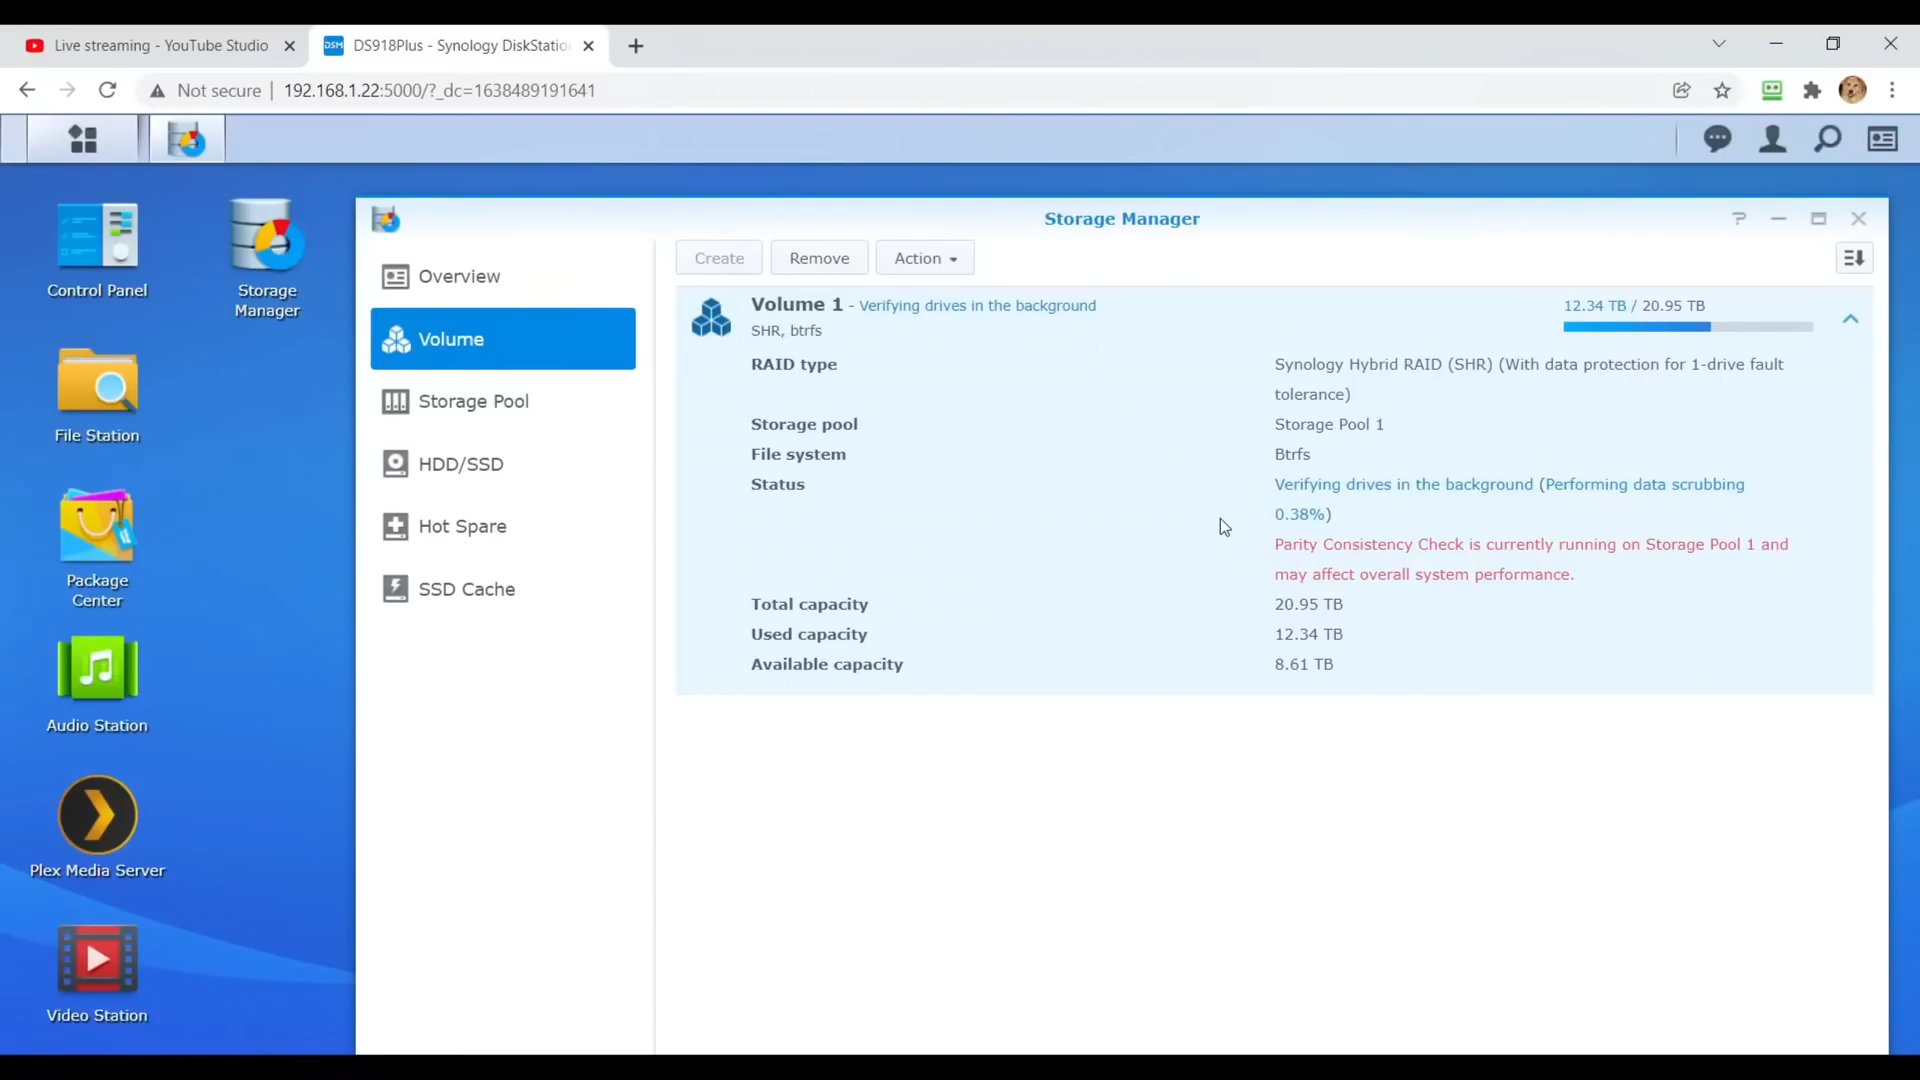 Live streaming - YouTube Studio
DS918Plus - Synology DiskStatio
Not secure
192.168.1.22:5000/?_dc=1638489191641
Control Panel
Storage
Manager
File Station
Package
Center
Audio Station
Plex Media Server
Video Station
Storage Manager
Overview
Volume
Storage Pool
HDD/SSD
Hot Spare
SSD Cache
Create
Remove
Action
Volume 1 - Verifying drives in the background
12.34 TB / 20.95 TB
SHR, btrfs
RAID type
Synology Hybrid RAID (SHR) (With data protection for 1-drive fault
tolerance)
Storage pool
Storage Pool 1
File system
Btrfs
Status
Verifying drives in the background (Performing data scrubbing
0.38%)
Parity Consistency Check is currently running on Storage Pool 1 and
may affect overall system performance.
Total capacity
20.95 TB
Used capacity
12.34 TB
Available capacity
8.61 TB